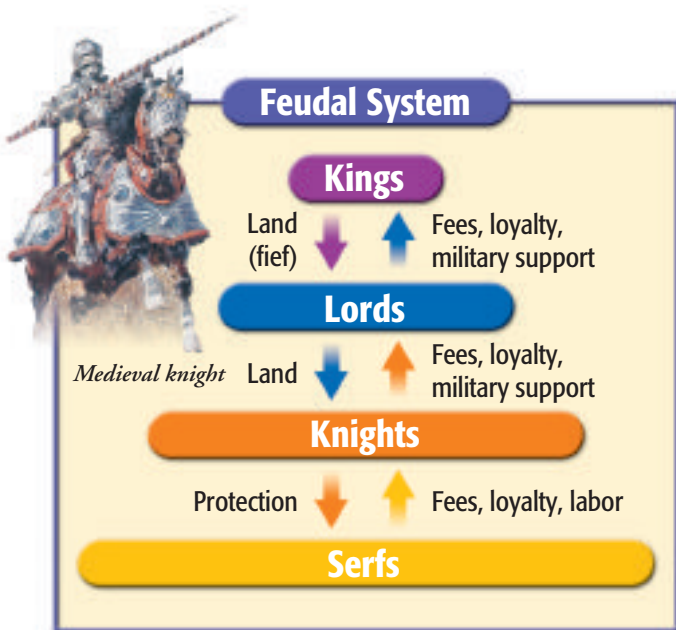 Feudal System
Kings
Land
(fief)
Fees, loyalty,
military support
Lords
Medieval knight
Land
Fees, loyalty,
military support
Knights
Protection
Fees, loyalty, labor
Serfs